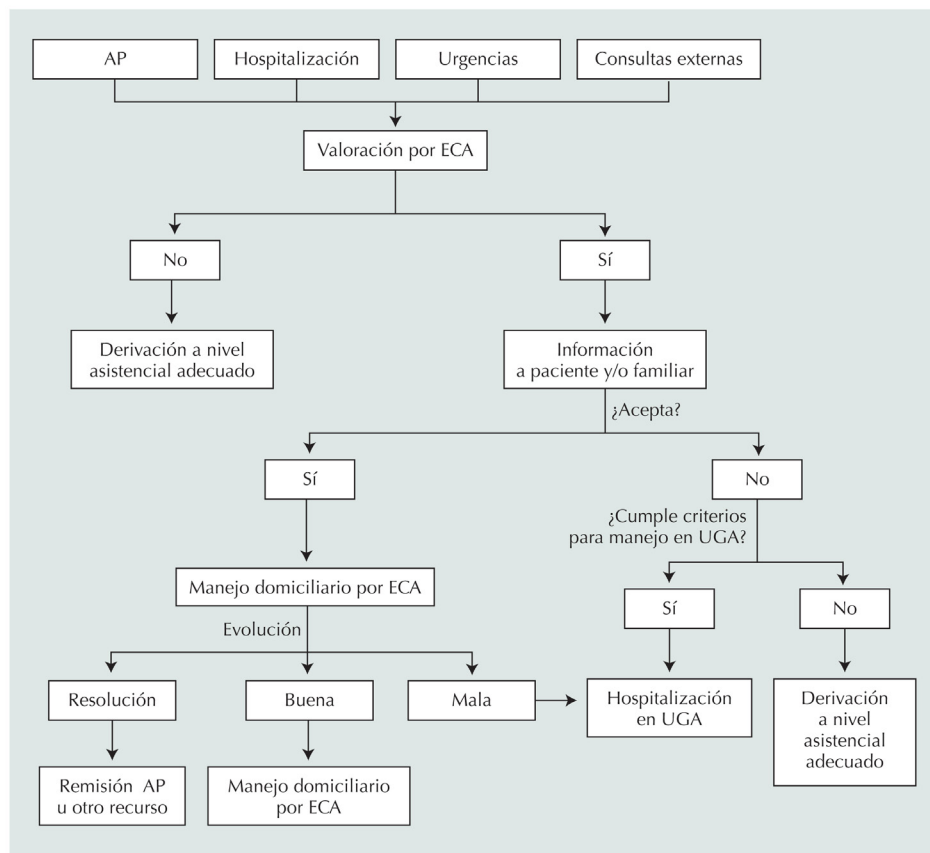 AP
Hospitalización
Urgencias
Consultas externas
Valoración por ECA
No
Sí
Derivación a nivel
asistencial adecuado
Información
a paciente y/o familiar
¿Acepta?
Sí
No
¿Cumple criterios
para manejo en UGA?
Manejo domiciliario por ECA
Sí
No
Evolución
Resolución
Buena
Mala
Hospitalización
en UGA
Derivación
a nivel
asistencial
adecuado
Remisión AP
u otro recurso
Manejo domiciliario
por ECA